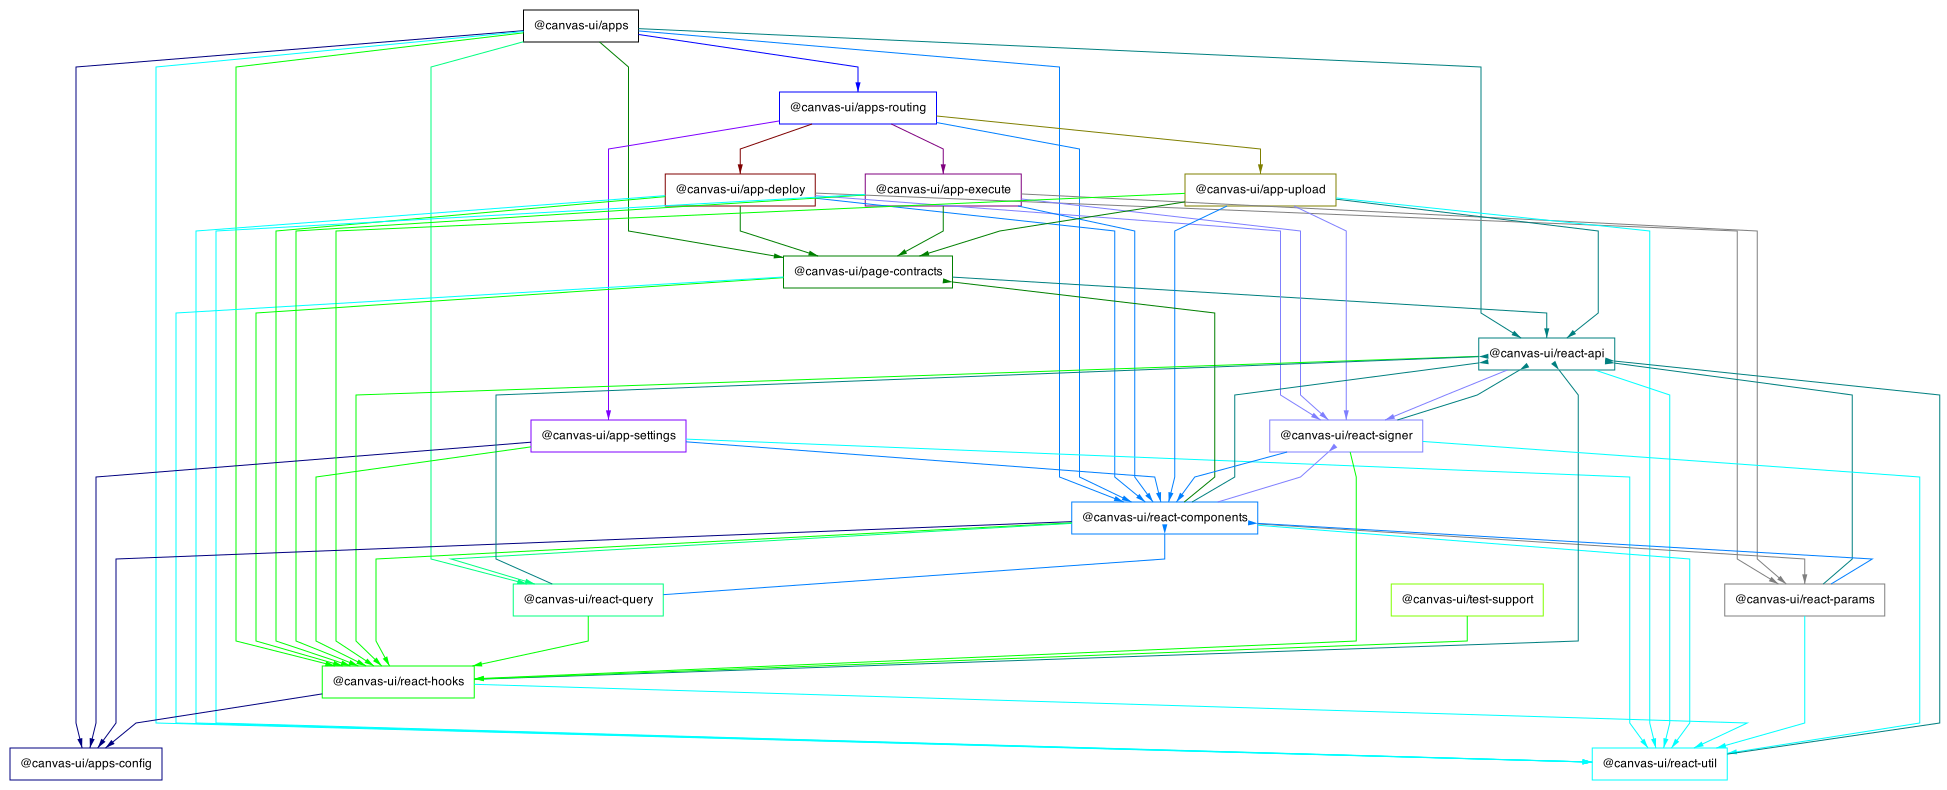 @canvas-ui/apps
@canvas-ui/apps-routing
@canvas-ui/app-deploy
@canvas-ui/app-execute
@canvas-ui/app-upload
@canvas-ui/page-contracts
@canvas-ui/react-api
@canvas-ui/app-settings
@canvas-ui/react-signer
@canvas-ui/react-components
@canvas-ui/react-query
@canvas-ui/test-support
@canvas-ui/react-params
@canvas-ui/react-hooks
@canvas-ui/apps-config
@canvas-ui/react-util